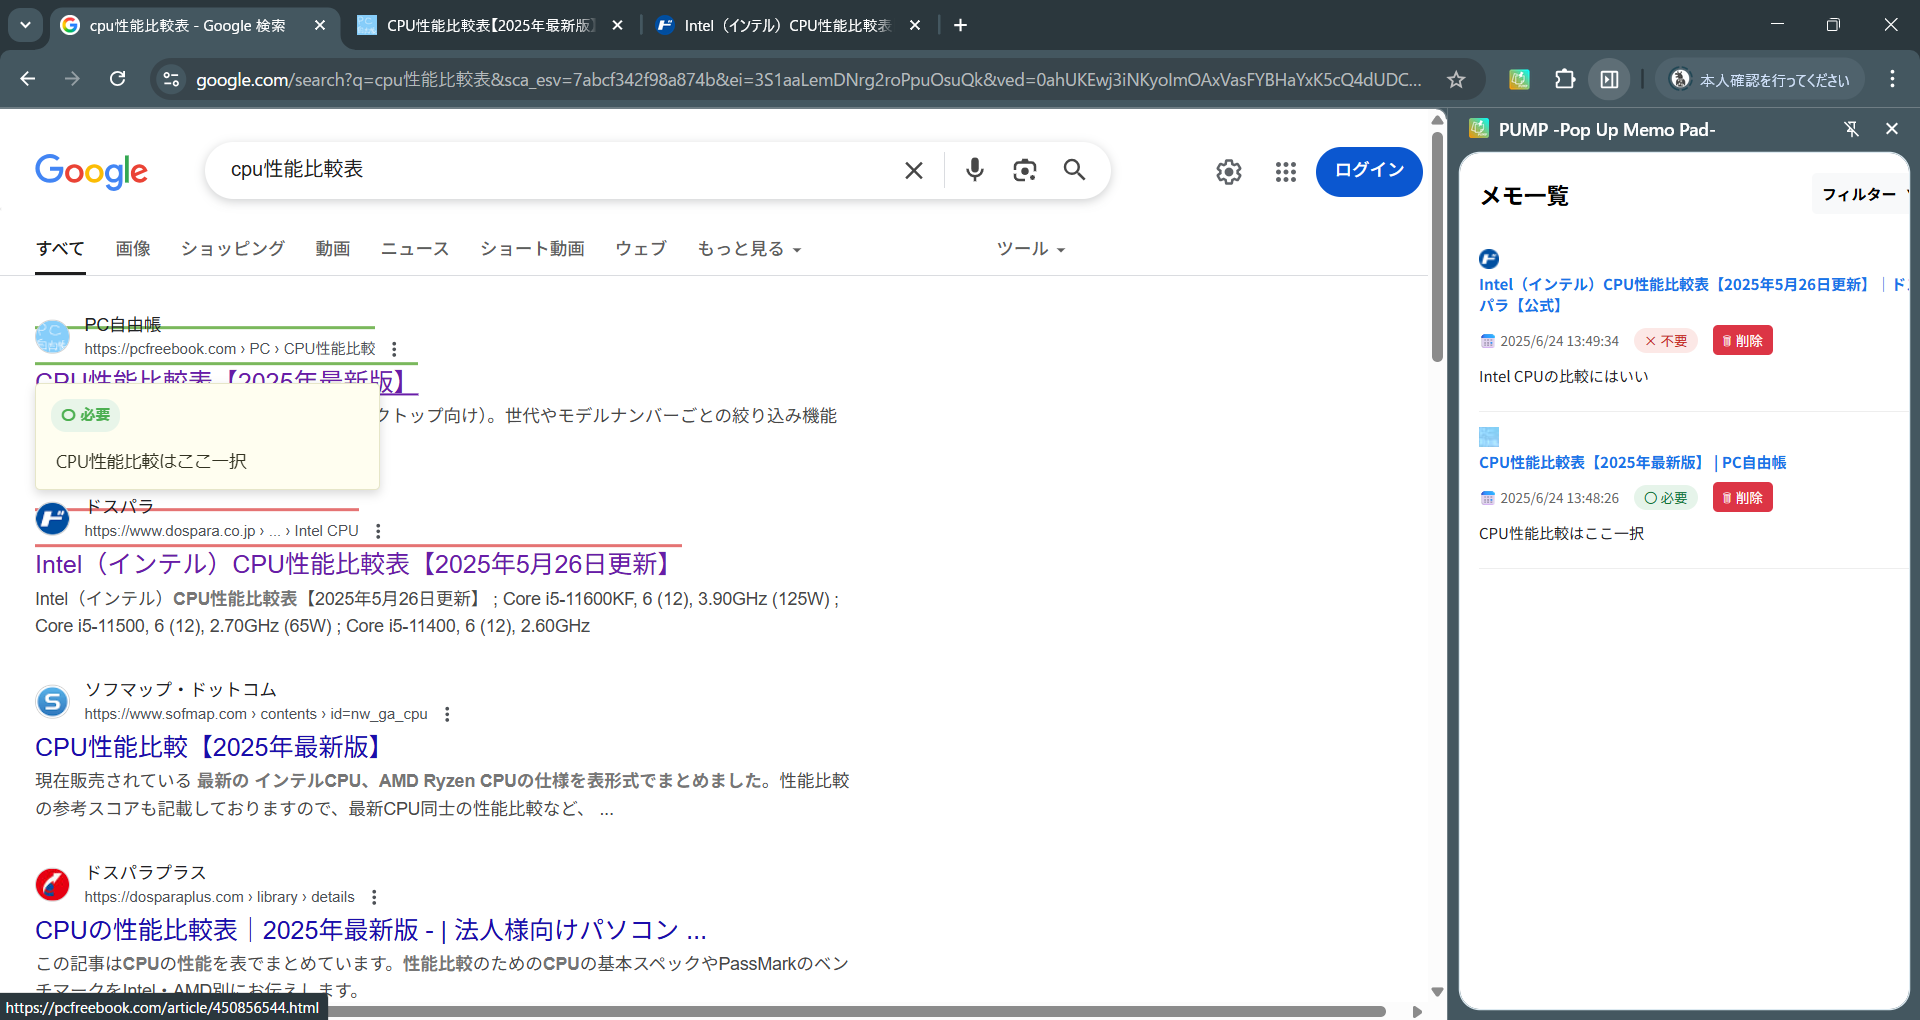 cpu性能比較表 - Google 検索
CPU性能比較表【2025年最新版】
Intel（インテル）CPU性能比較表
google.com/search?q=cpu性能比較表&sca_esv=7abcf342f98a874b&ei=3S1aaLemDNrg2roPpuOsuQk&ved=0ahUKEwj3iNKyoImOAxVasFYBHaYxK5cQ4dUDC...
本人確認を行ってください
Google
cpu性能比較表
ログイン
すべて 画像 ショッピング 動画 ニュース ショート動画 ウェブ もっと見る ツール
PC自由帳
https://pcfreebook.com › PC › CPU性能比較
CPU性能比較表【2025年最新版】
クトップ向け）。世代やモデルナンバーごとの絞り込み機能
必要
CPU性能比較はここ一択
ドスパラ
https://www.dospara.co.jp › ... › Intel CPU
Intel（インテル）CPU性能比較表【2025年5月26日更新】
Intel（インテル）CPU性能比較表【2025年5月26日更新】 ; Core i5-11600KF, 6 (12), 3.90GHz (125W) ;
Core i5-11500, 6 (12), 2.70GHz (65W) ; Core i5-11400, 6 (12), 2.60GHz
ソフマップ・ドットコム
https://www.sofmap.com › contents › id=nw_ga_cpu
CPU性能比較【2025年最新版】
現在販売されている 最新の インテルCPU、AMD Ryzen CPUの仕様を表形式でまとめました。性能比較
の参考スコアも記載しておりますので、最新CPU同士の性能比較など、 ...
ドスパラプラス
https://dosparaplus.com › library › details
CPUの性能比較表｜2025年最新版 - | 法人様向けパソコン ...
この記事はCPUの性能を表でまとめています。性能比較のためのCPUの基本スペックやPassMarkのベン
チマークをIntel・AMD別にお伝えします。
https://pcfreebook.com/article/450856544.html
PUMP -Pop Up Memo Pad-
メモ一覧
フィルター
Intel（インテル）CPU性能比較表【2025年5月26日更新】｜ドス
パラ【公式】
2025/6/24 13:49:34 × 不要 削除
Intel CPUの比較にはいい
CPU性能比較表【2025年最新版】 | PC自由帳
2025/6/24 13:48:26 〇 必要 削除
CPU性能比較はここ一択